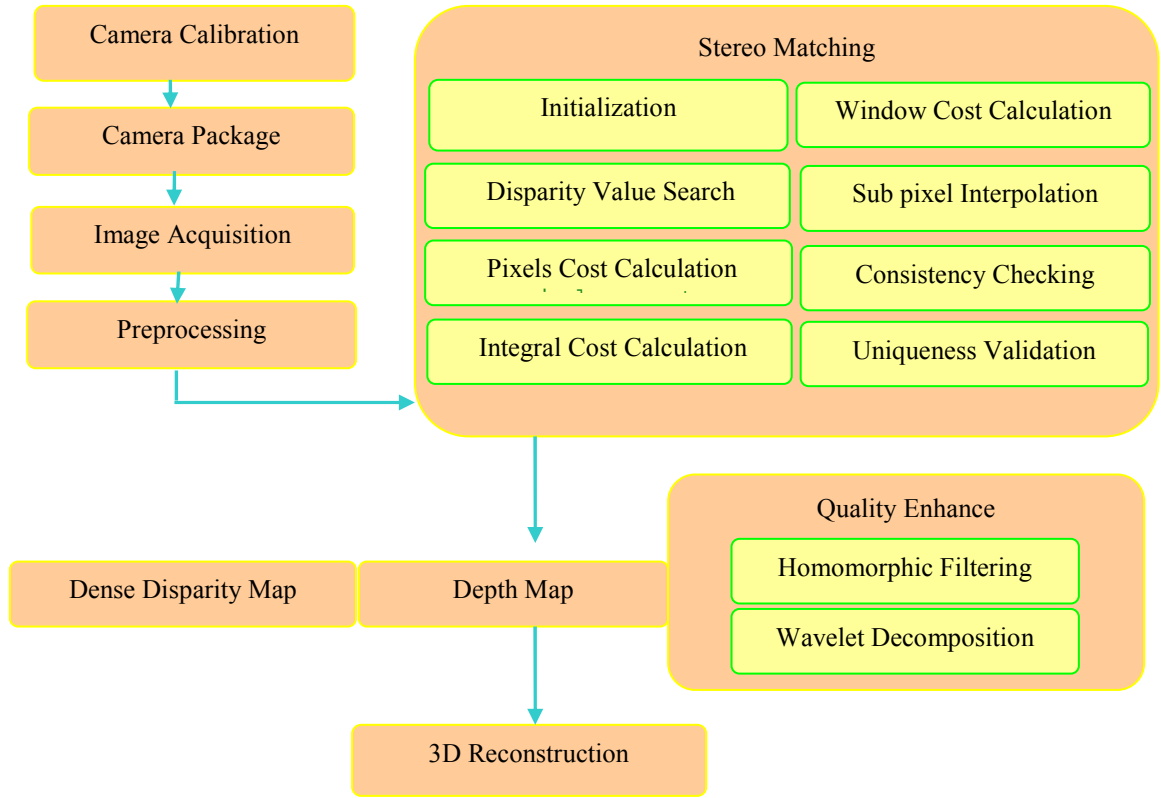 Camera Calibration
Camera Package
Image Acquisition
Preprocessing
Stereo Matching
Initialization
Window Cost Calculation
Disparity Value Search
Sub pixel Interpolation
Pixels Cost Calculation
Consistency Checking
Integral Cost Calculation
Uniqueness Validation
Quality Enhance
Homomorphic Filtering
Wavelet Decomposition
Dense Disparity Map
Depth Map
3D Reconstruction